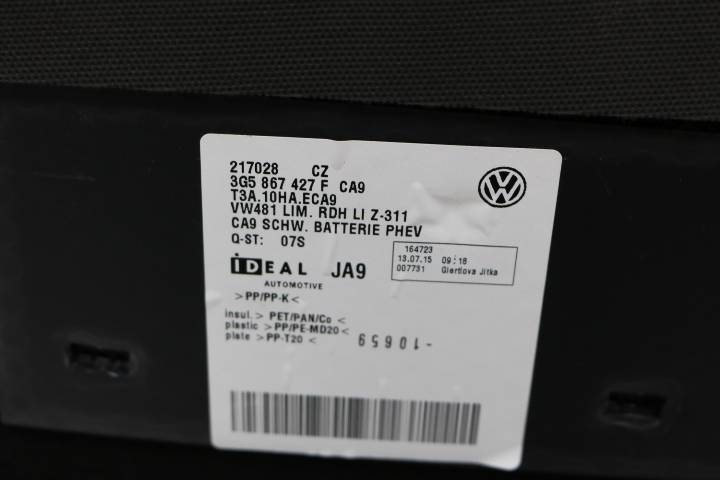 217028 CZ
3G5 867 427 F CA9
T3A.10HA.ECA9
VW481 LIM. RDH LI Z-311
CA9 SCHW. BATTERIE PHEV
Q-ST: 07S
164723
13.07.15 09:18
007731 Giertlova Jitka
IDEAL JA9
AUTOMOTIVE
>PP/PP-K<
insul.> PET/PAN/Co <
plastic >PP/PE-MD20<
plate >PP-T20 <
-10659